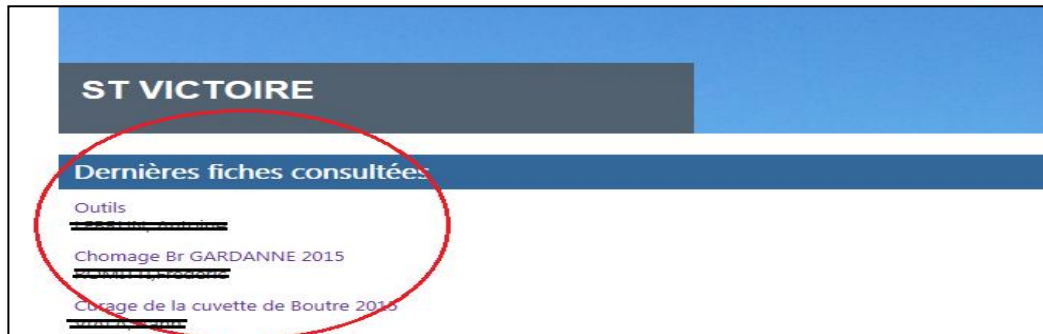 ST VICTOIRE
Dernières fiches consultées
Outils
Chomage Br GARDANNE 2015
Curage de la cuvette de Boutre 2015